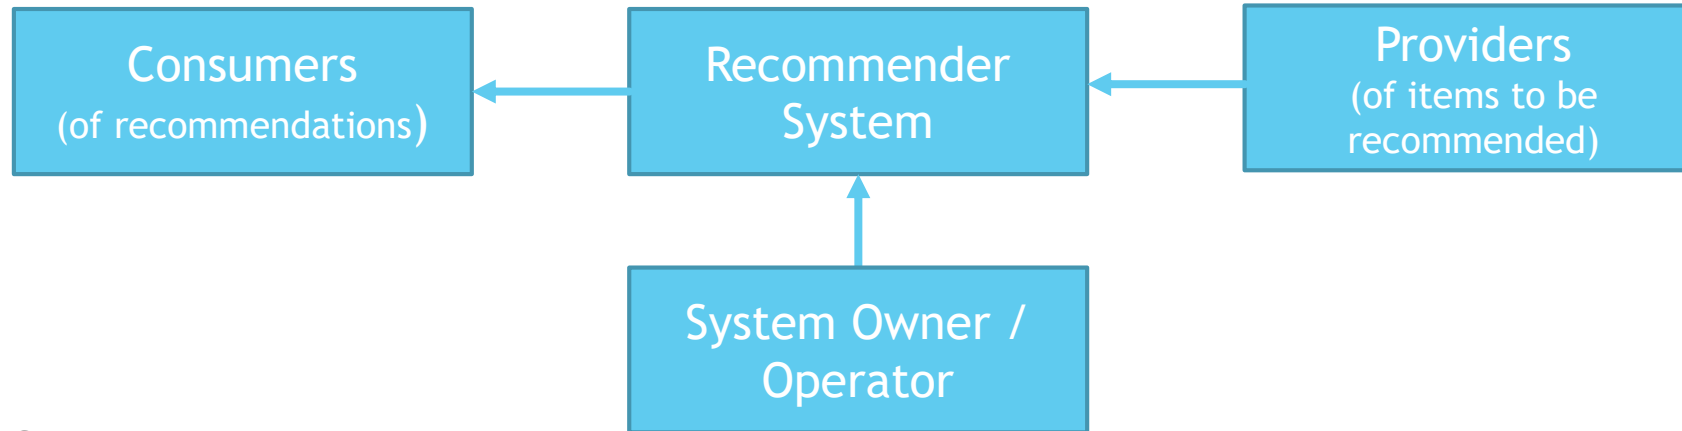 Consumers
(of recommendations)
Recommender
System
Providers
(of items to be
recommended)
System Owner /
Operator